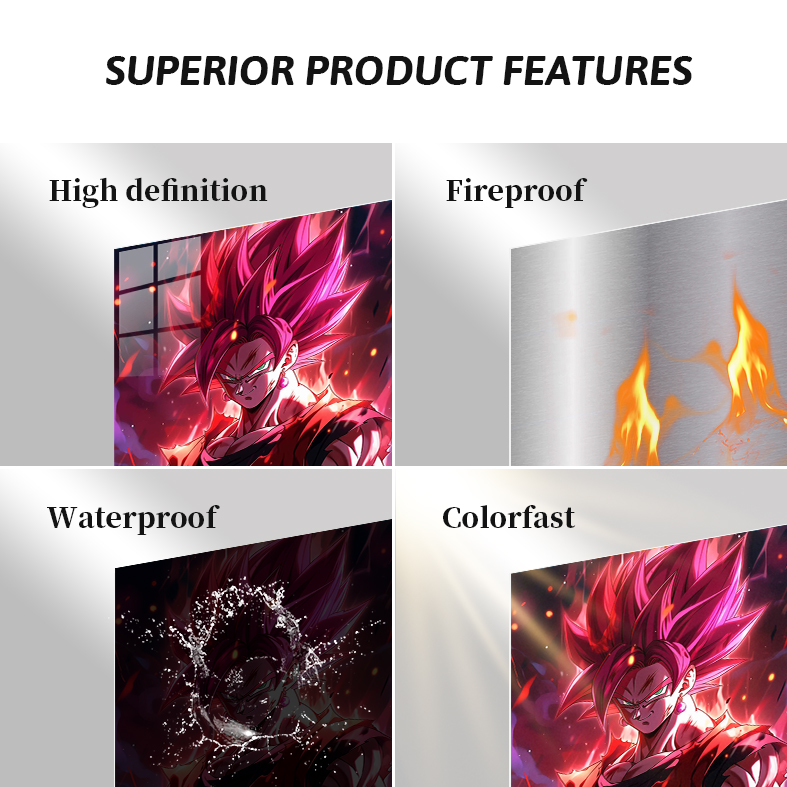 SUPERIOR PRODUCT FEATURES
High definition
Fireproof
Waterproof
Colorfast